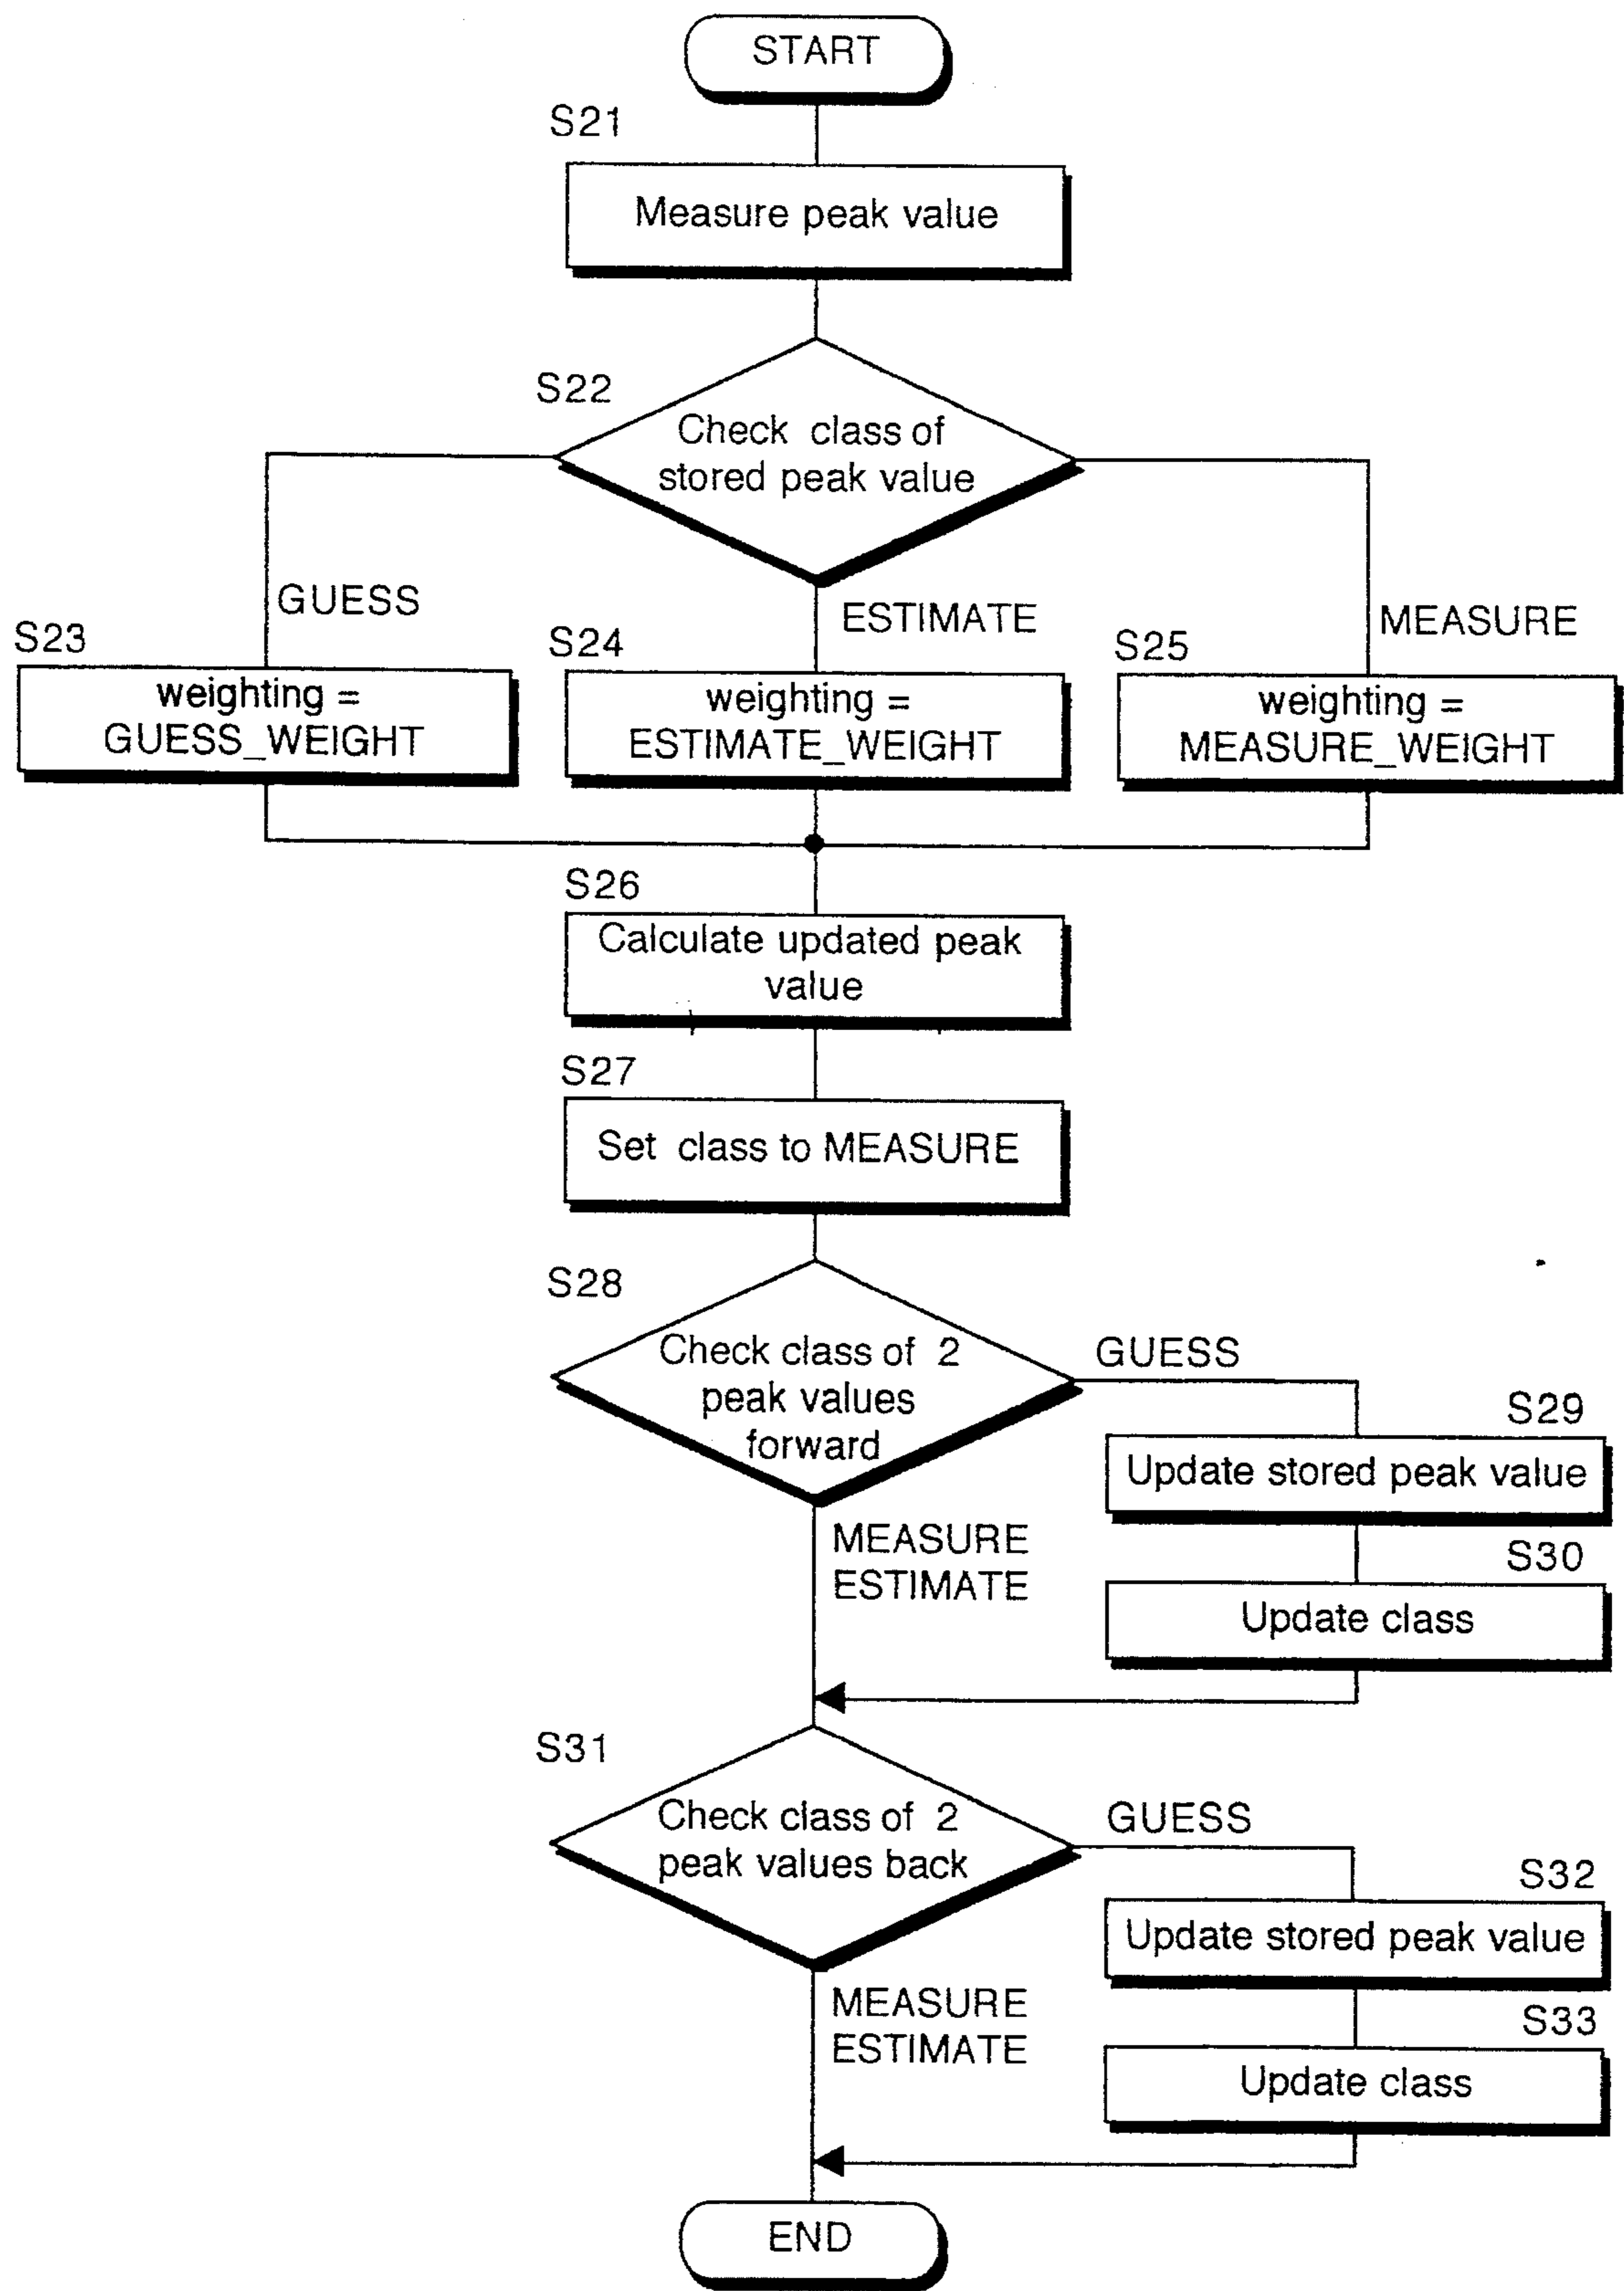 START
S21
Measure peak value
S22
Check class of
stored peak value
GUESS
ESTIMATE
MEASURE
S23
weighting =
GUESS_WEIGHT
S24
weighting =
ESTIMATE_WEIGHT
S25
weighting =
MEASURE_WEIGHT
S26
Calculate updated peak
value
S27
Set class to MEASURE
S28
Check class of 2
peak values
forward
GUESS
S29
Update stored peak value
MEASURE
ESTIMATE
S30
Update class
S31
Check class of 2
peak values back
GUESS
S32
Update stored peak value
MEASURE
ESTIMATE
S33
Update class
END